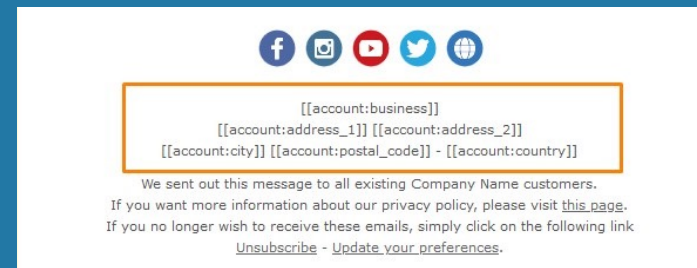 [[account:business]]
[[account:address_1]] [[account:address_2]]
[[account:city]] [[account:postal_code]] - [[account:country]]
We sent out this message to all existing Company Name customers.
If you want more information about our privacy policy, please visit this page.
If you no longer wish to receive these emails, simply click on the following link
Unsubscribe - Update your preferences.